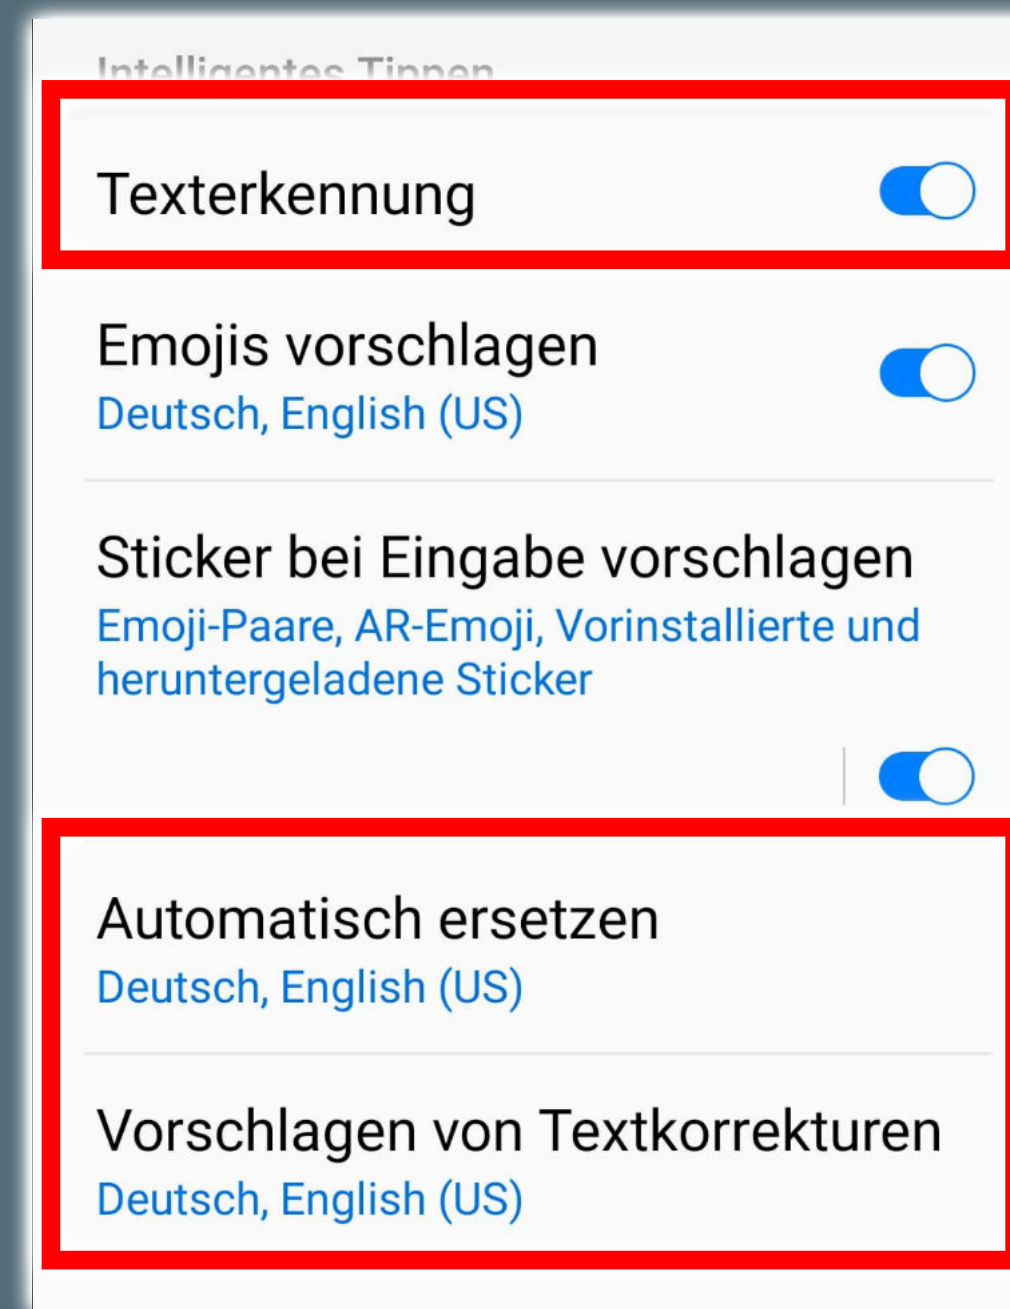 Intelligentes Tippen
Texterkennung
Emojis vorschlagen
Deutsch, English (US)
Sticker bei Eingabe vorschlagen
Emoji-Paare, AR-Emoji, Vorinstallierte und
heruntergeladene Sticker
Automatisch ersetzen
Deutsch, English (US)
Vorschlagen von Textkorrekturen
Deutsch, English (US)